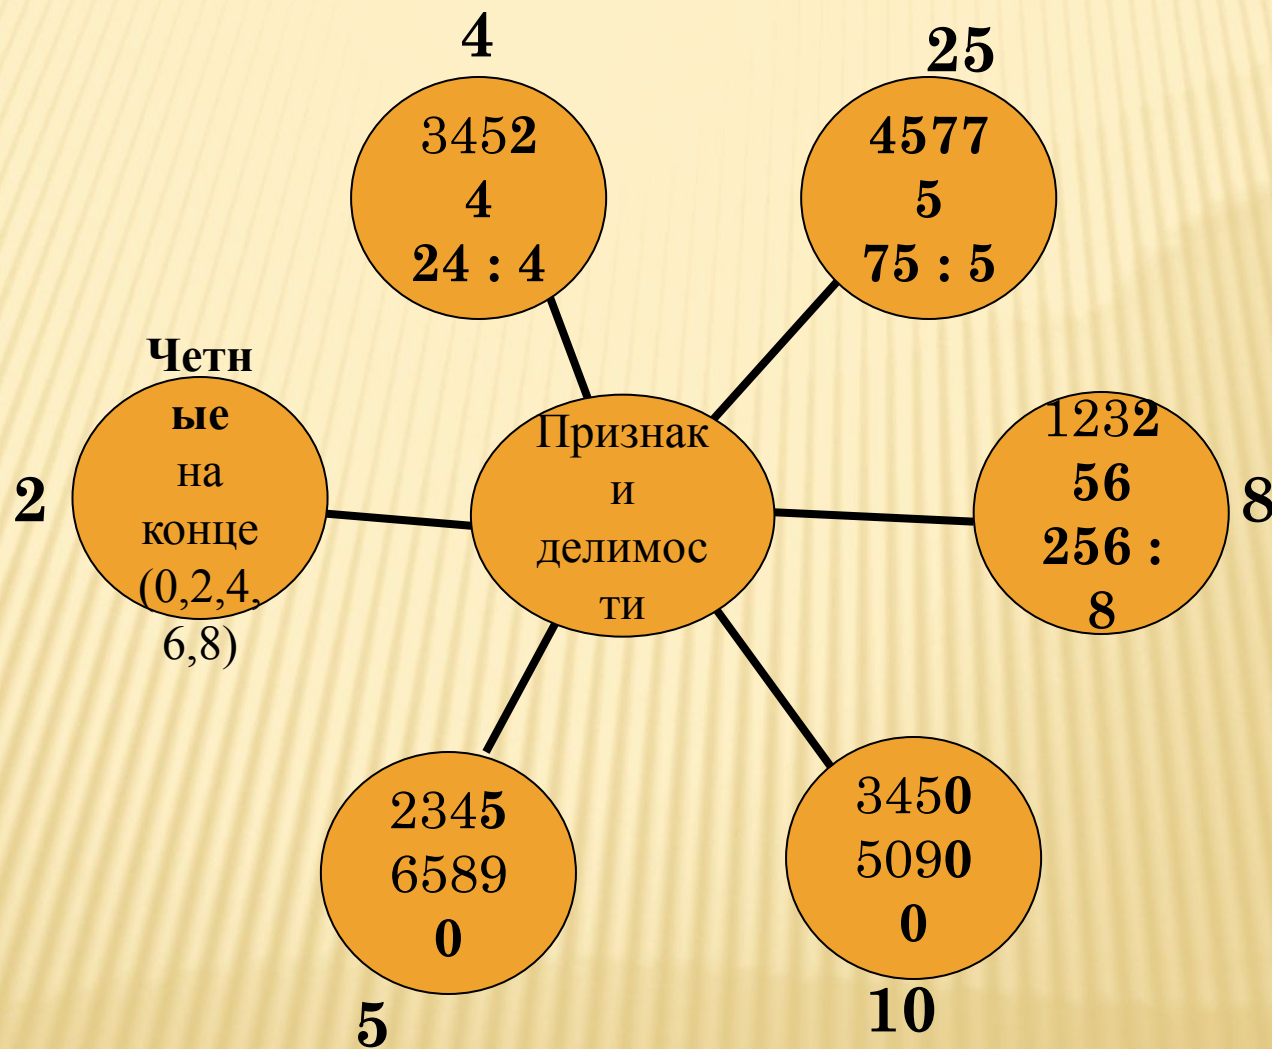 4
3452
4
24 : 4
25
4577
5
75 : 5
2
Четн
ые
на
конце
(0,2,4,
6,8)
Признак
и
делимос
ти
1232
56
256 :
8
8
2345
6589
0
5
3450
5090
0
10